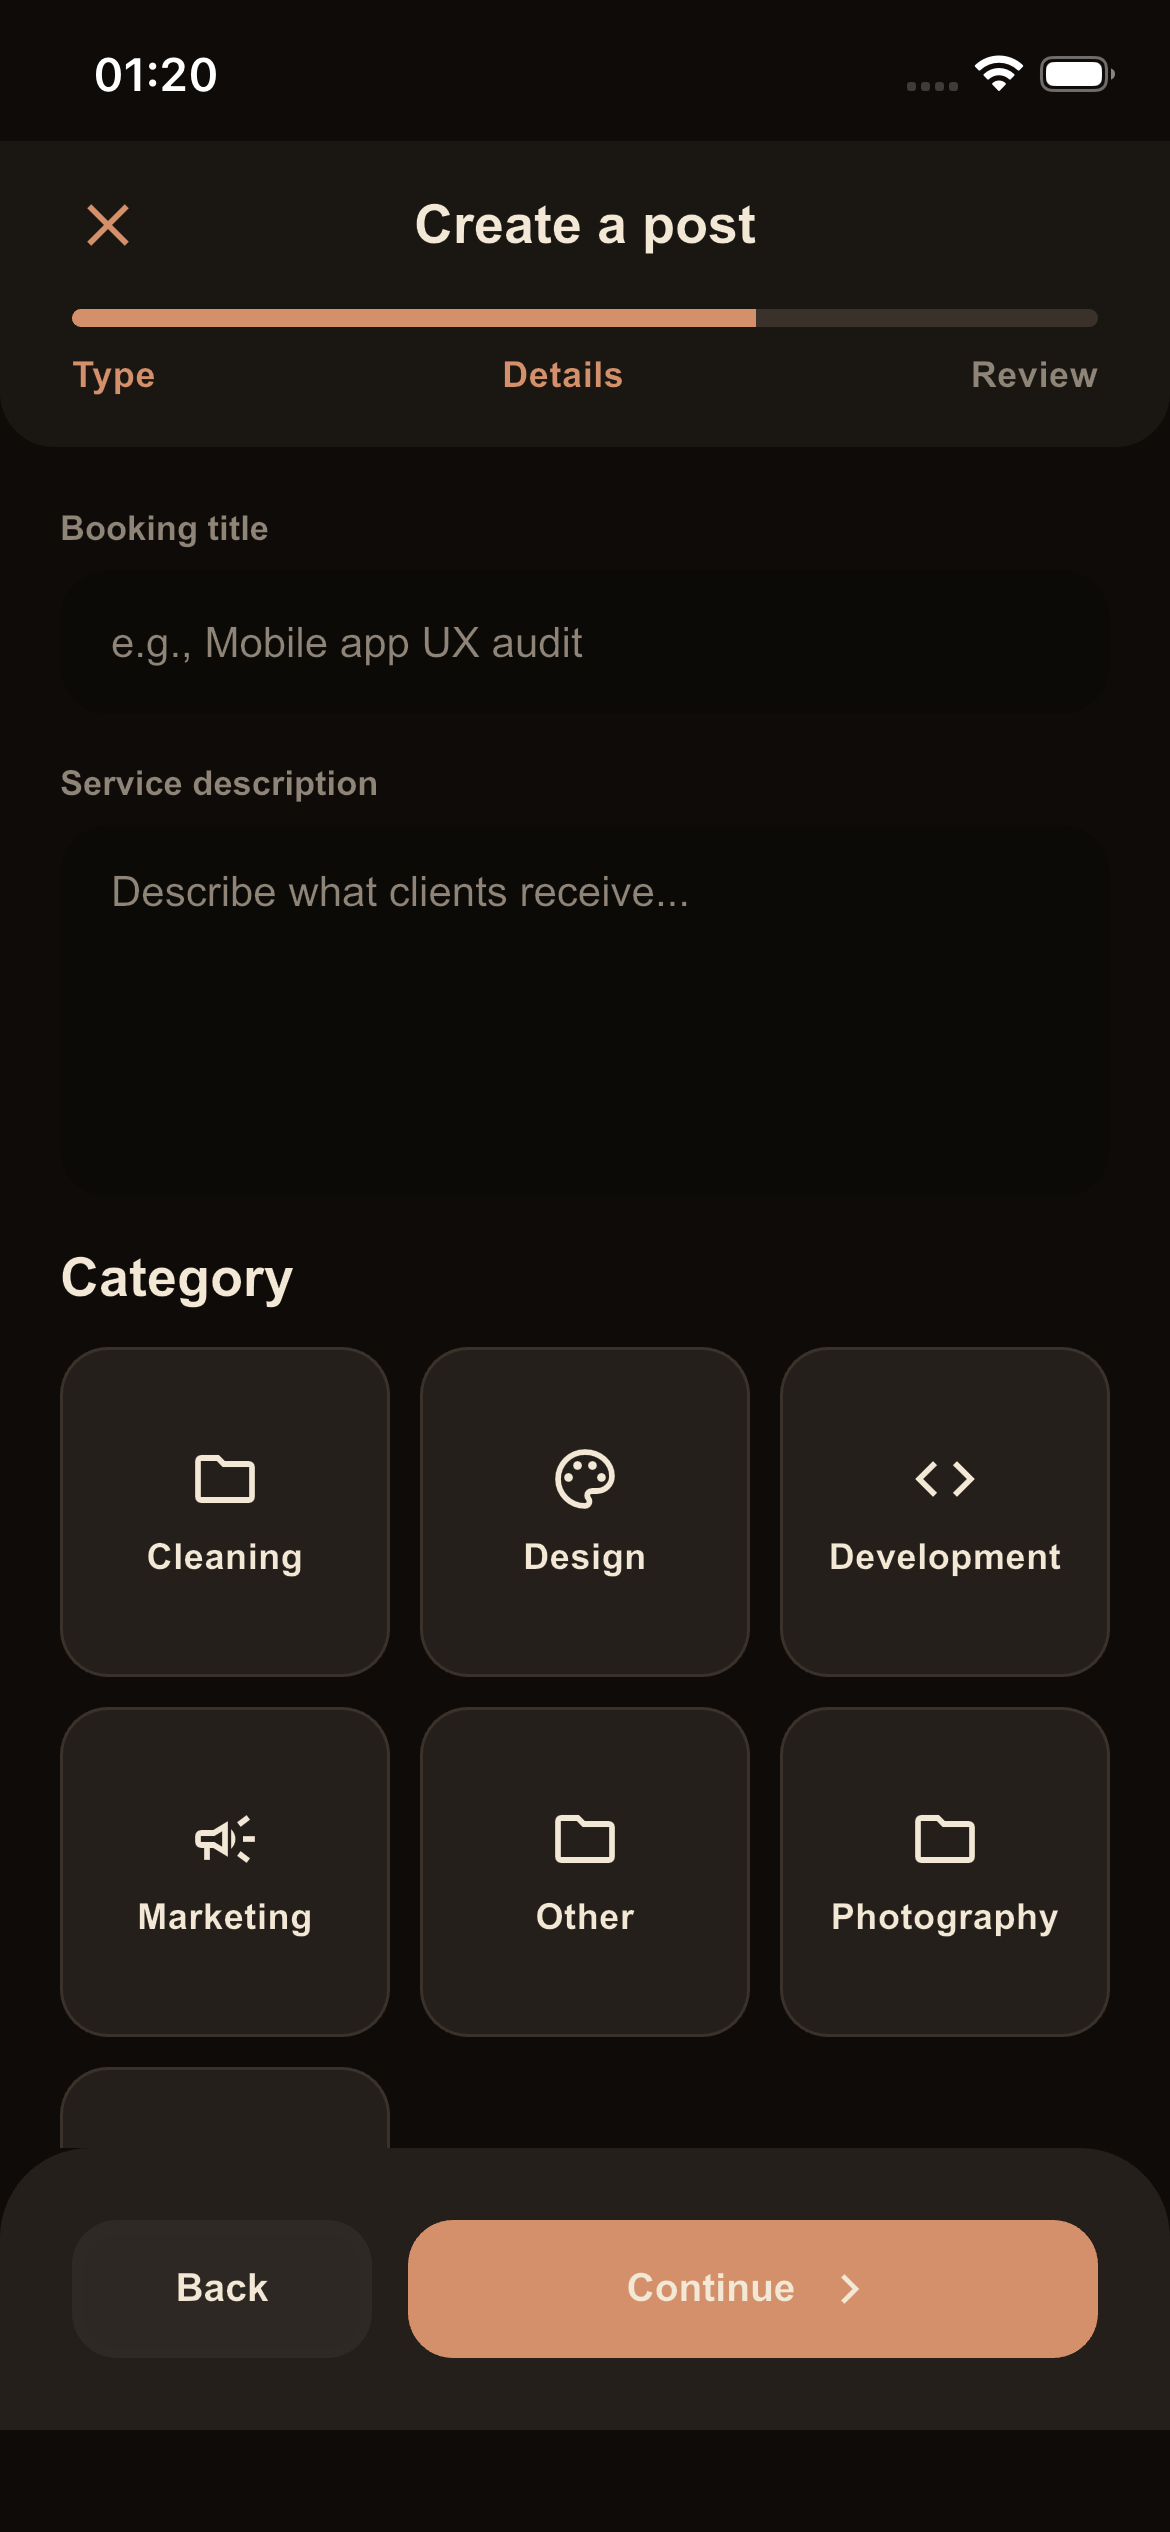 01:20
Create a post
Type Details Review
Booking title
e.g., Mobile app UX audit
Service description
Describe what clients receive...
Category
Cleaning Design Development
Marketing Other Photography
Back Continue